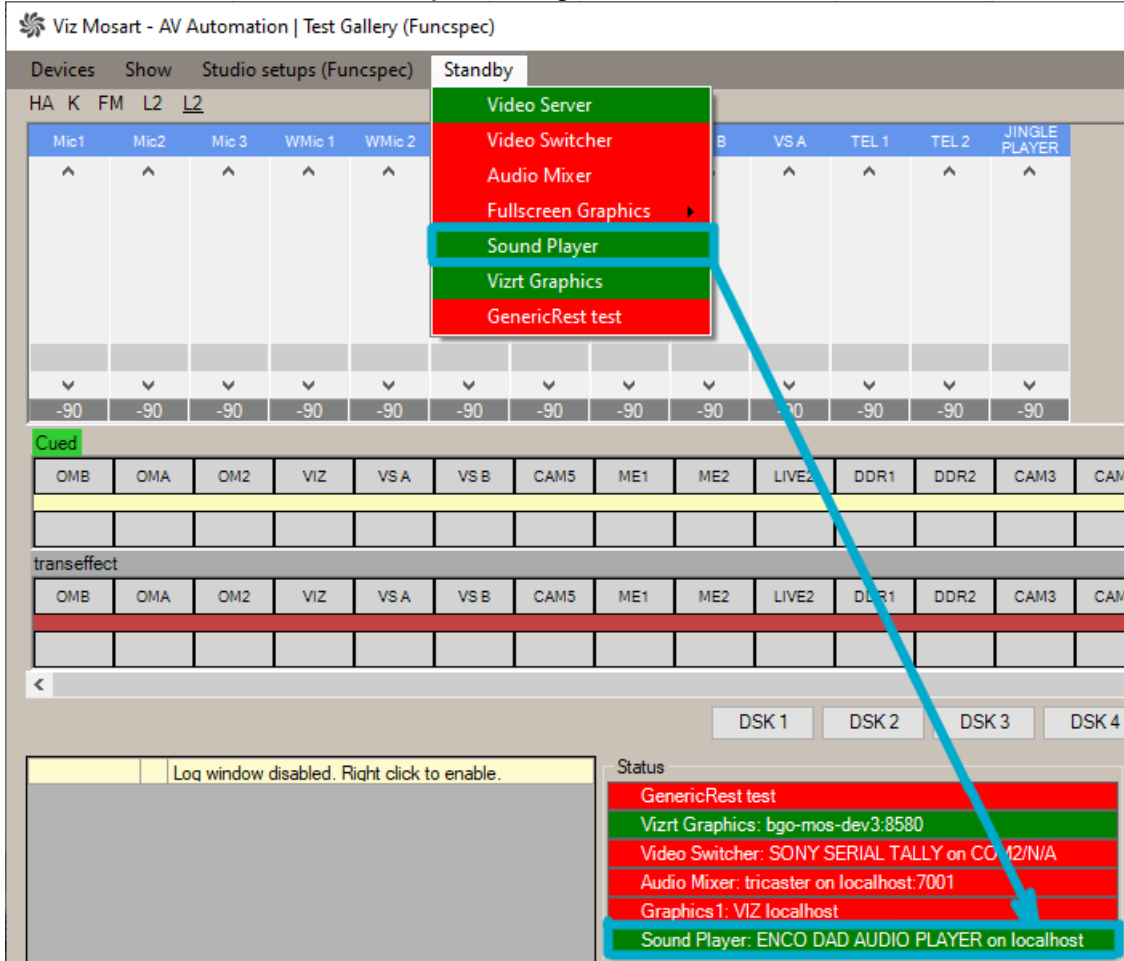 Viz Mosart - AV Automation | Test Gallery (Funcspec)
Devices Show Studio setups (Funcspec) Standby
HA K FM L2 L2
Video Server
Video Switcher
Audio Mixer
Fullscreen Graphics
Sound Player
Vizrt Graphics
GenericRest test
Mic1 Mic2 Mic 3 WMic 1 WMic 2 B VS A TEL 1 TEL 2 JINGLE PLAYER
-90 -90 -90 -90 -90 -90 -90 -90 -90 -90 -90 -90 -90
Cued
OMB OMA OM2 VIZ VS A VS B CAM5 ME1 ME2 LIVE2 DDR1 DDR2 CAM3 CAM
transeffect
OMB OMA OM2 VIZ VS A VS B CAM5 ME1 ME2 LIVE2 DDR1 DDR2 CAM3 CAM
DSK 1 DSK 2 DSK 3 DSK 4
Log window disabled. Right click to enable.
Status
GenericRest test
Vizrt Graphics: bgo-mos-dev3:8580
Video Switcher: SONY SERIAL TALLY on COM2/N/A
Audio Mixer: tricaster on localhost:7001
Graphics1: VIZ localhost
Sound Player: ENCO DAD AUDIO PLAYER on localhost